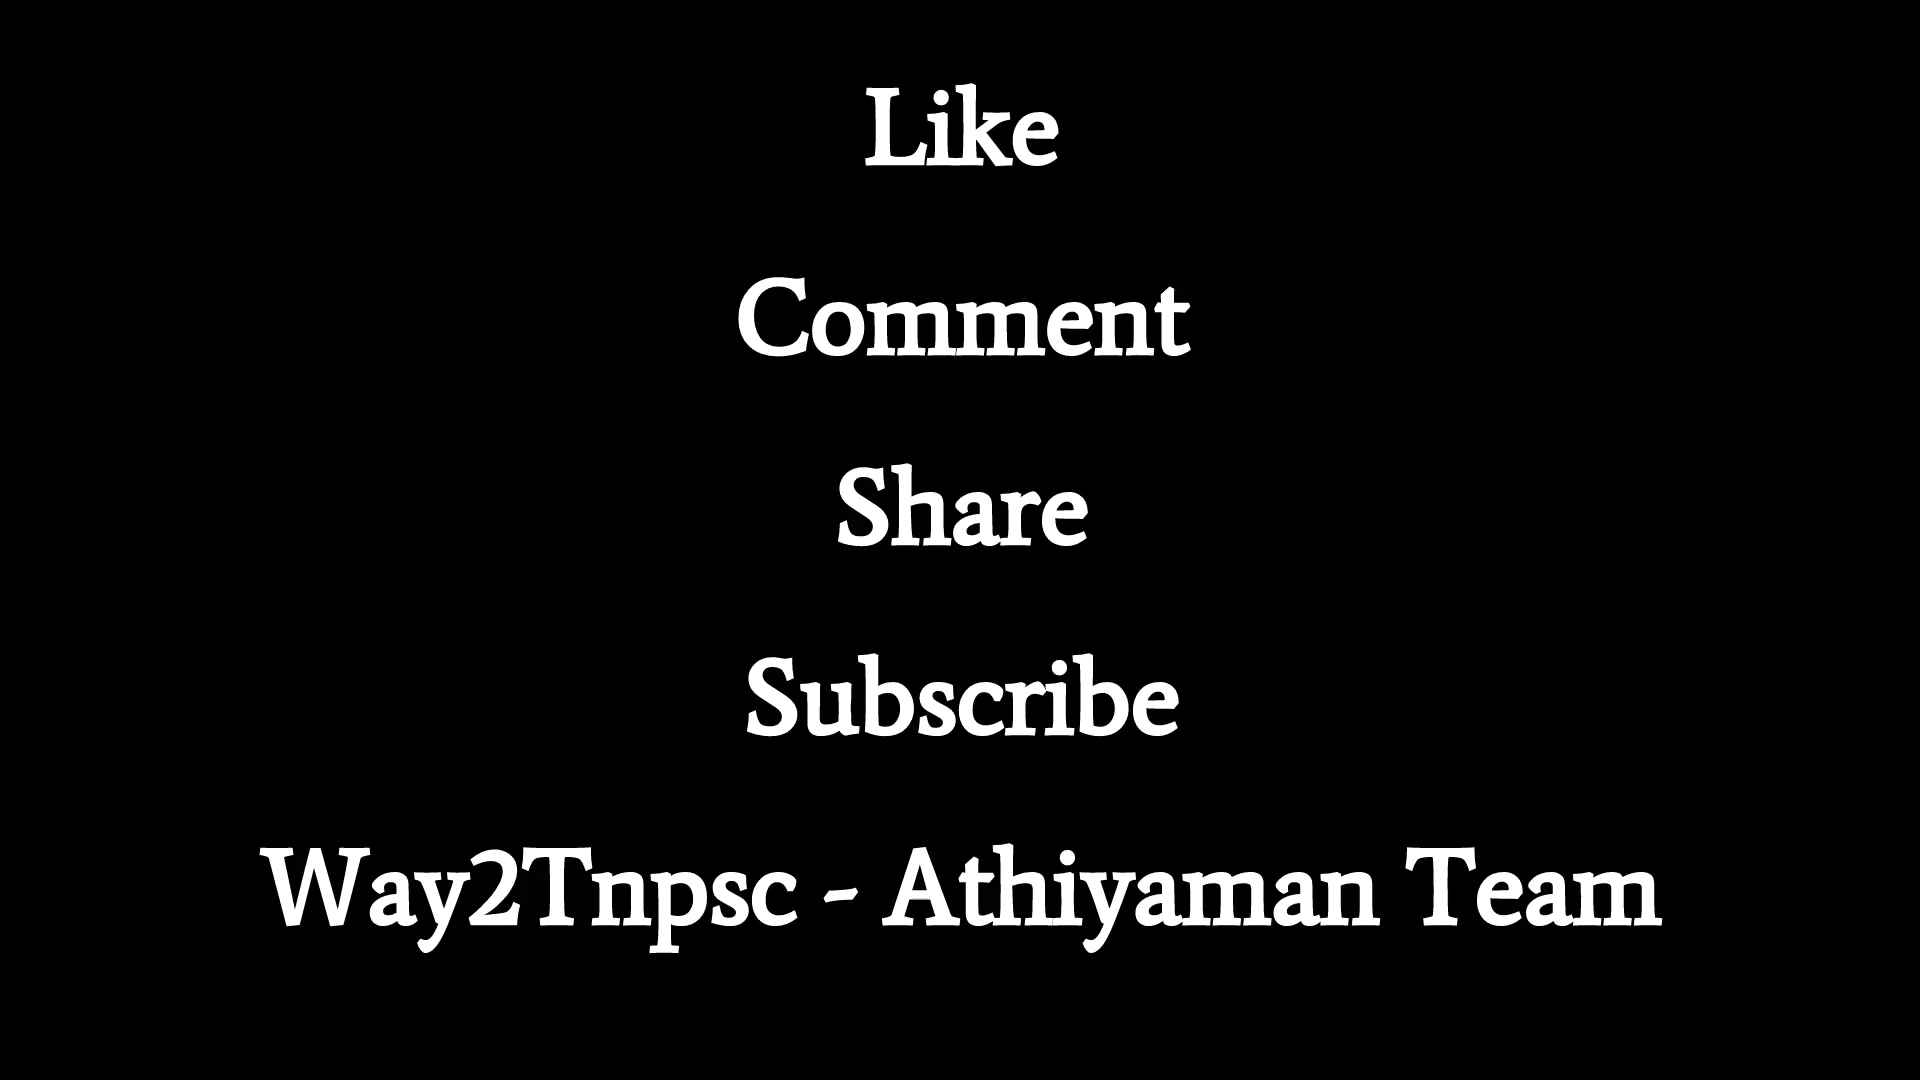 Like
Comment
Share
Subscribe
Way2Tnpsc - Athiyaman Team